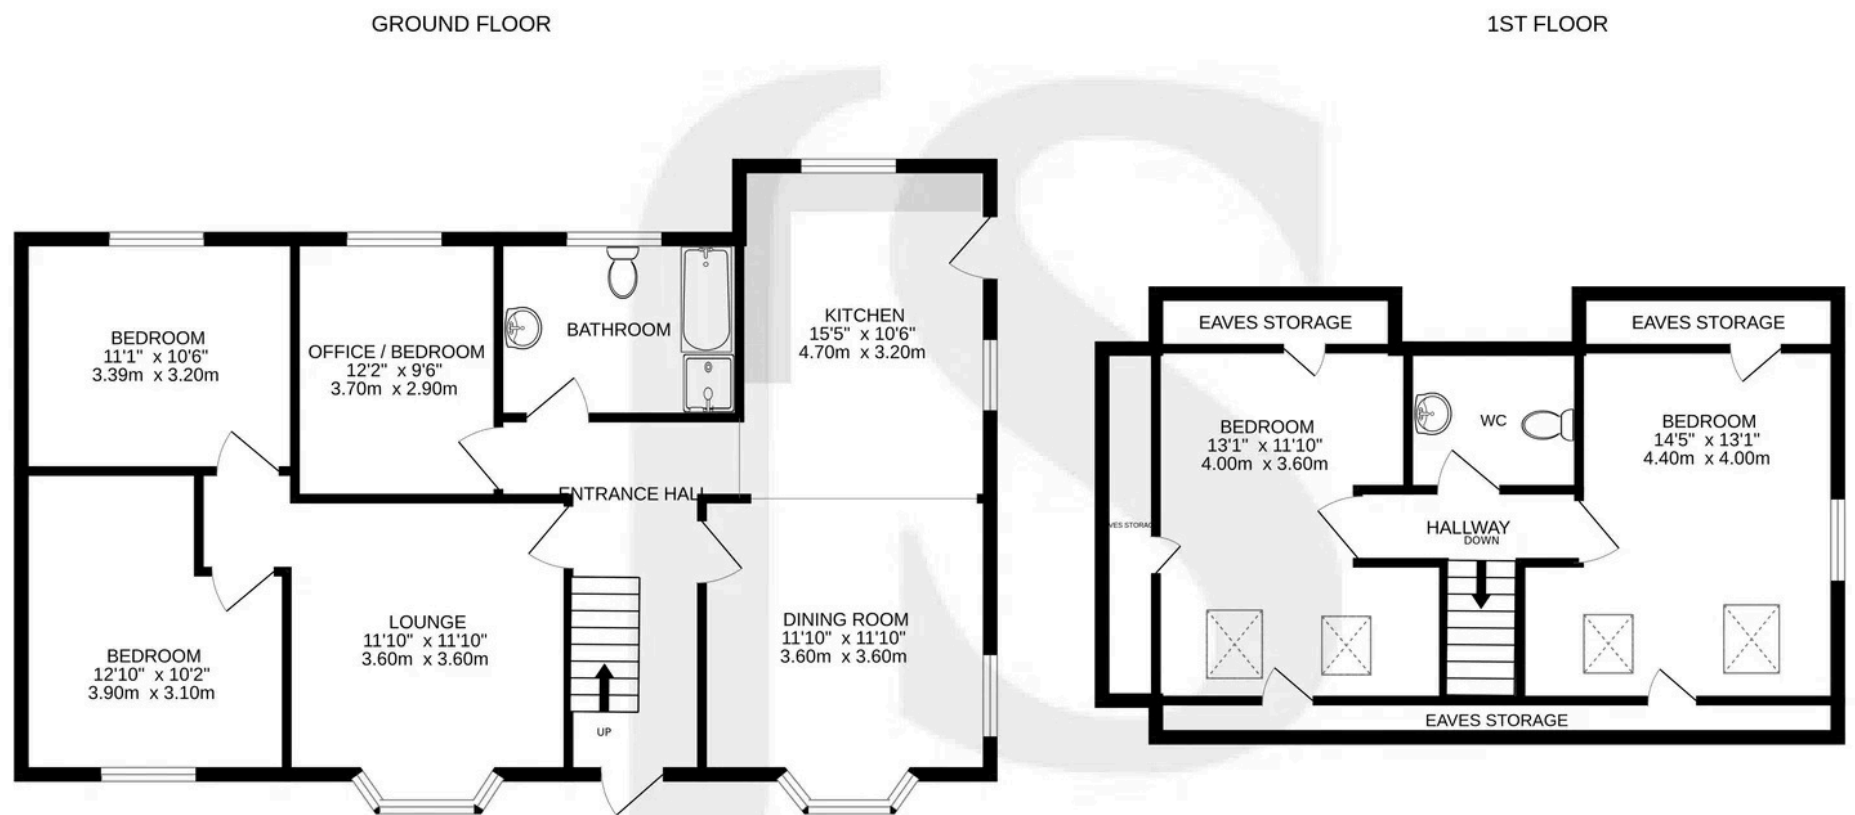 GROUND FLOOR
1ST FLOOR
BEDROOM
11'1" x 10'6"
3.39m x 3.20m
OFFICE / BEDROOM
12'2" x 9'6"
3.70m x 2.90m
BATHROOM
KITCHEN
15'5" x 10'6"
4.70m x 3.20m
ENTRANCE HALL
BEDROOM
12'10" x 10'2"
3.90m x 3.10m
LOUNGE
11'10" x 11'10"
3.60m x 3.60m
UP
DINING ROOM
11'10" x 11'10"
3.60m x 3.60m
EAVES STORAGE
EAVES STORAGE
BEDROOM
13'1" x 11'10"
4.00m x 3.60m
WC
BEDROOM
14'5" x 13'1"
4.40m x 4.00m
VES STORAG
HALLWAY
DOWN
EAVES STORAGE